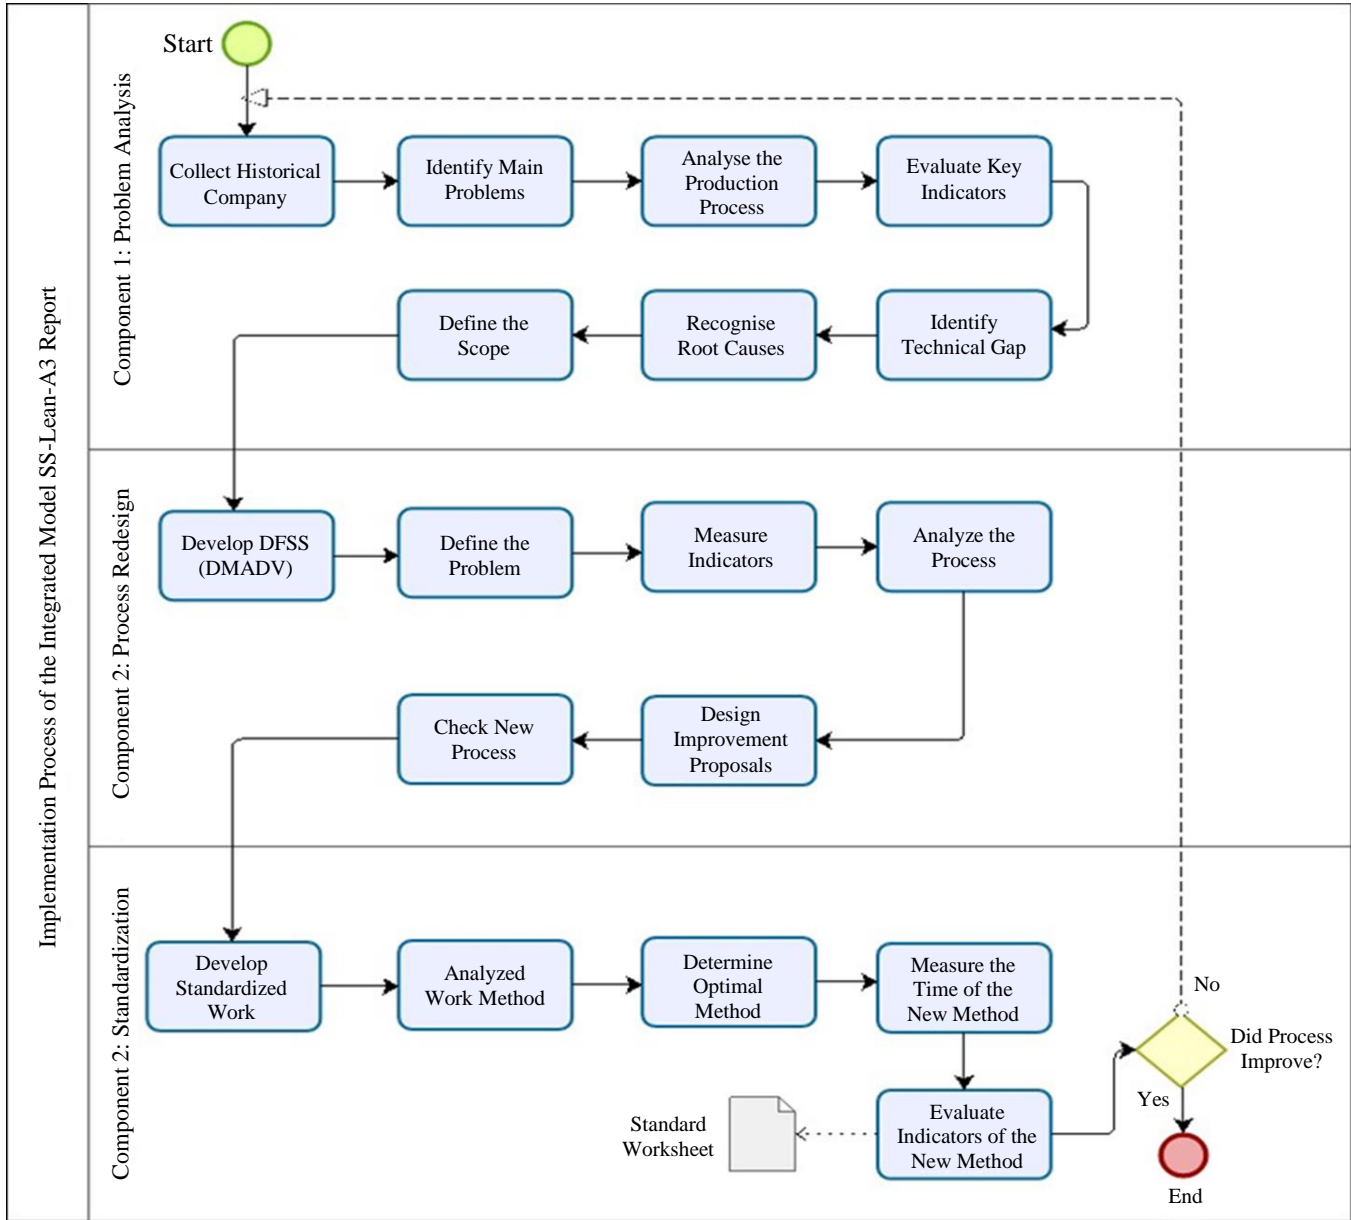 Implementation Process of the Integrated Model SS-Lean-A3 Report
Component 1: Problem Analysis
Start
Collect Historical
Company
Identify Main
Problems
Analyse the
Production
Process
Evaluate Key
Indicators
Define the
Scope
Recognise
Root Causes
Identify
Technical Gap
Component 2: Process Redesign
Develop DFSS
(DMADV)
Define the
Problem
Measure
Indicators
Analyze the
Process
Check New
Process
Design
Improvement
Proposals
Component 2: Standardization
Develop
Standardized
Work
Analyzed
Work Method
Determine
Optimal
Method
Measure the
Time of the
New Method
No
Did Process
Improve?
Yes
Standard
Worksheet
Evaluate
Indicators of the
New Method
End